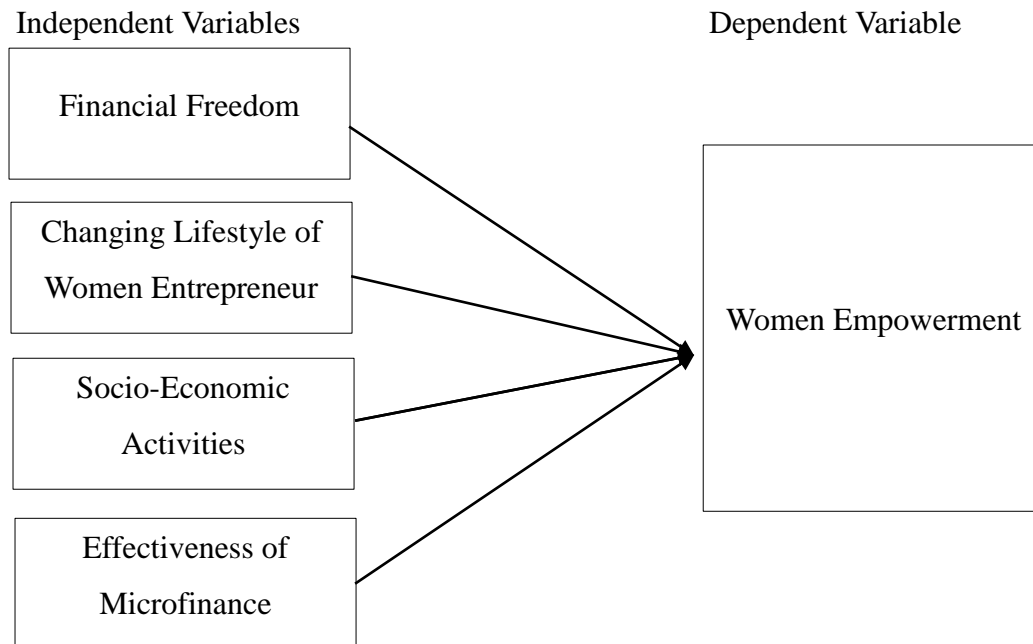 Independent Variables
Dependent Variable
Financial Freedom
Changing Lifestyle of
Women Entrepreneur
Socio-Economic
Activities
Effectiveness of
Microfinance
Women Empowerment